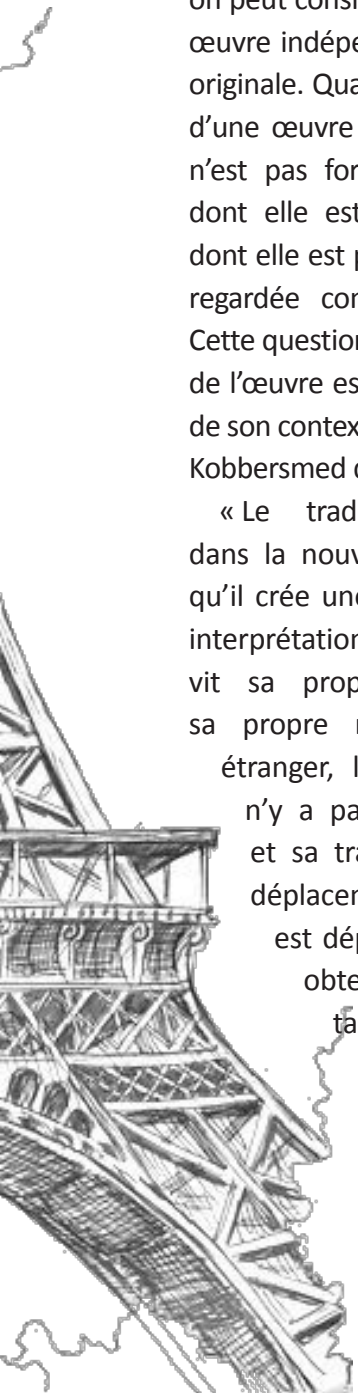 on peut consi
œuvre indépe
originale. Qua
d’une œuvre
n’est pas for
dont elle est
dont elle est p
regardée con
Cette question
de l’œuvre es
de son contex
Kobbersmed d
« Le trad
dans la nouv
qu’il crée une
interprétation
vit sa prop
sa propre r
étranger, l
n’y a pa
et sa tra
déplacen
est dép
obte
ta